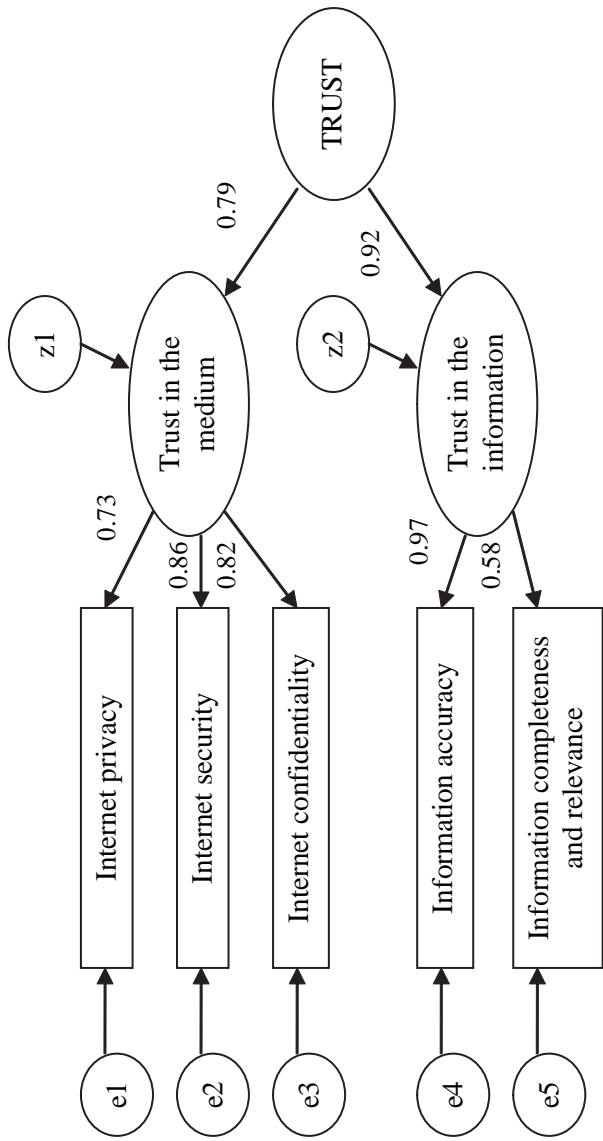 e1
e2
e3
e4
e5
Internet privacy
Internet security
Internet confidentiality
Information accuracy
Information completeness
and relevance
0.73
0.86
0.82
0.97
0.58
z1
Trust in the
medium
z2
Trust in the
information
0.79
0.92
TRUST